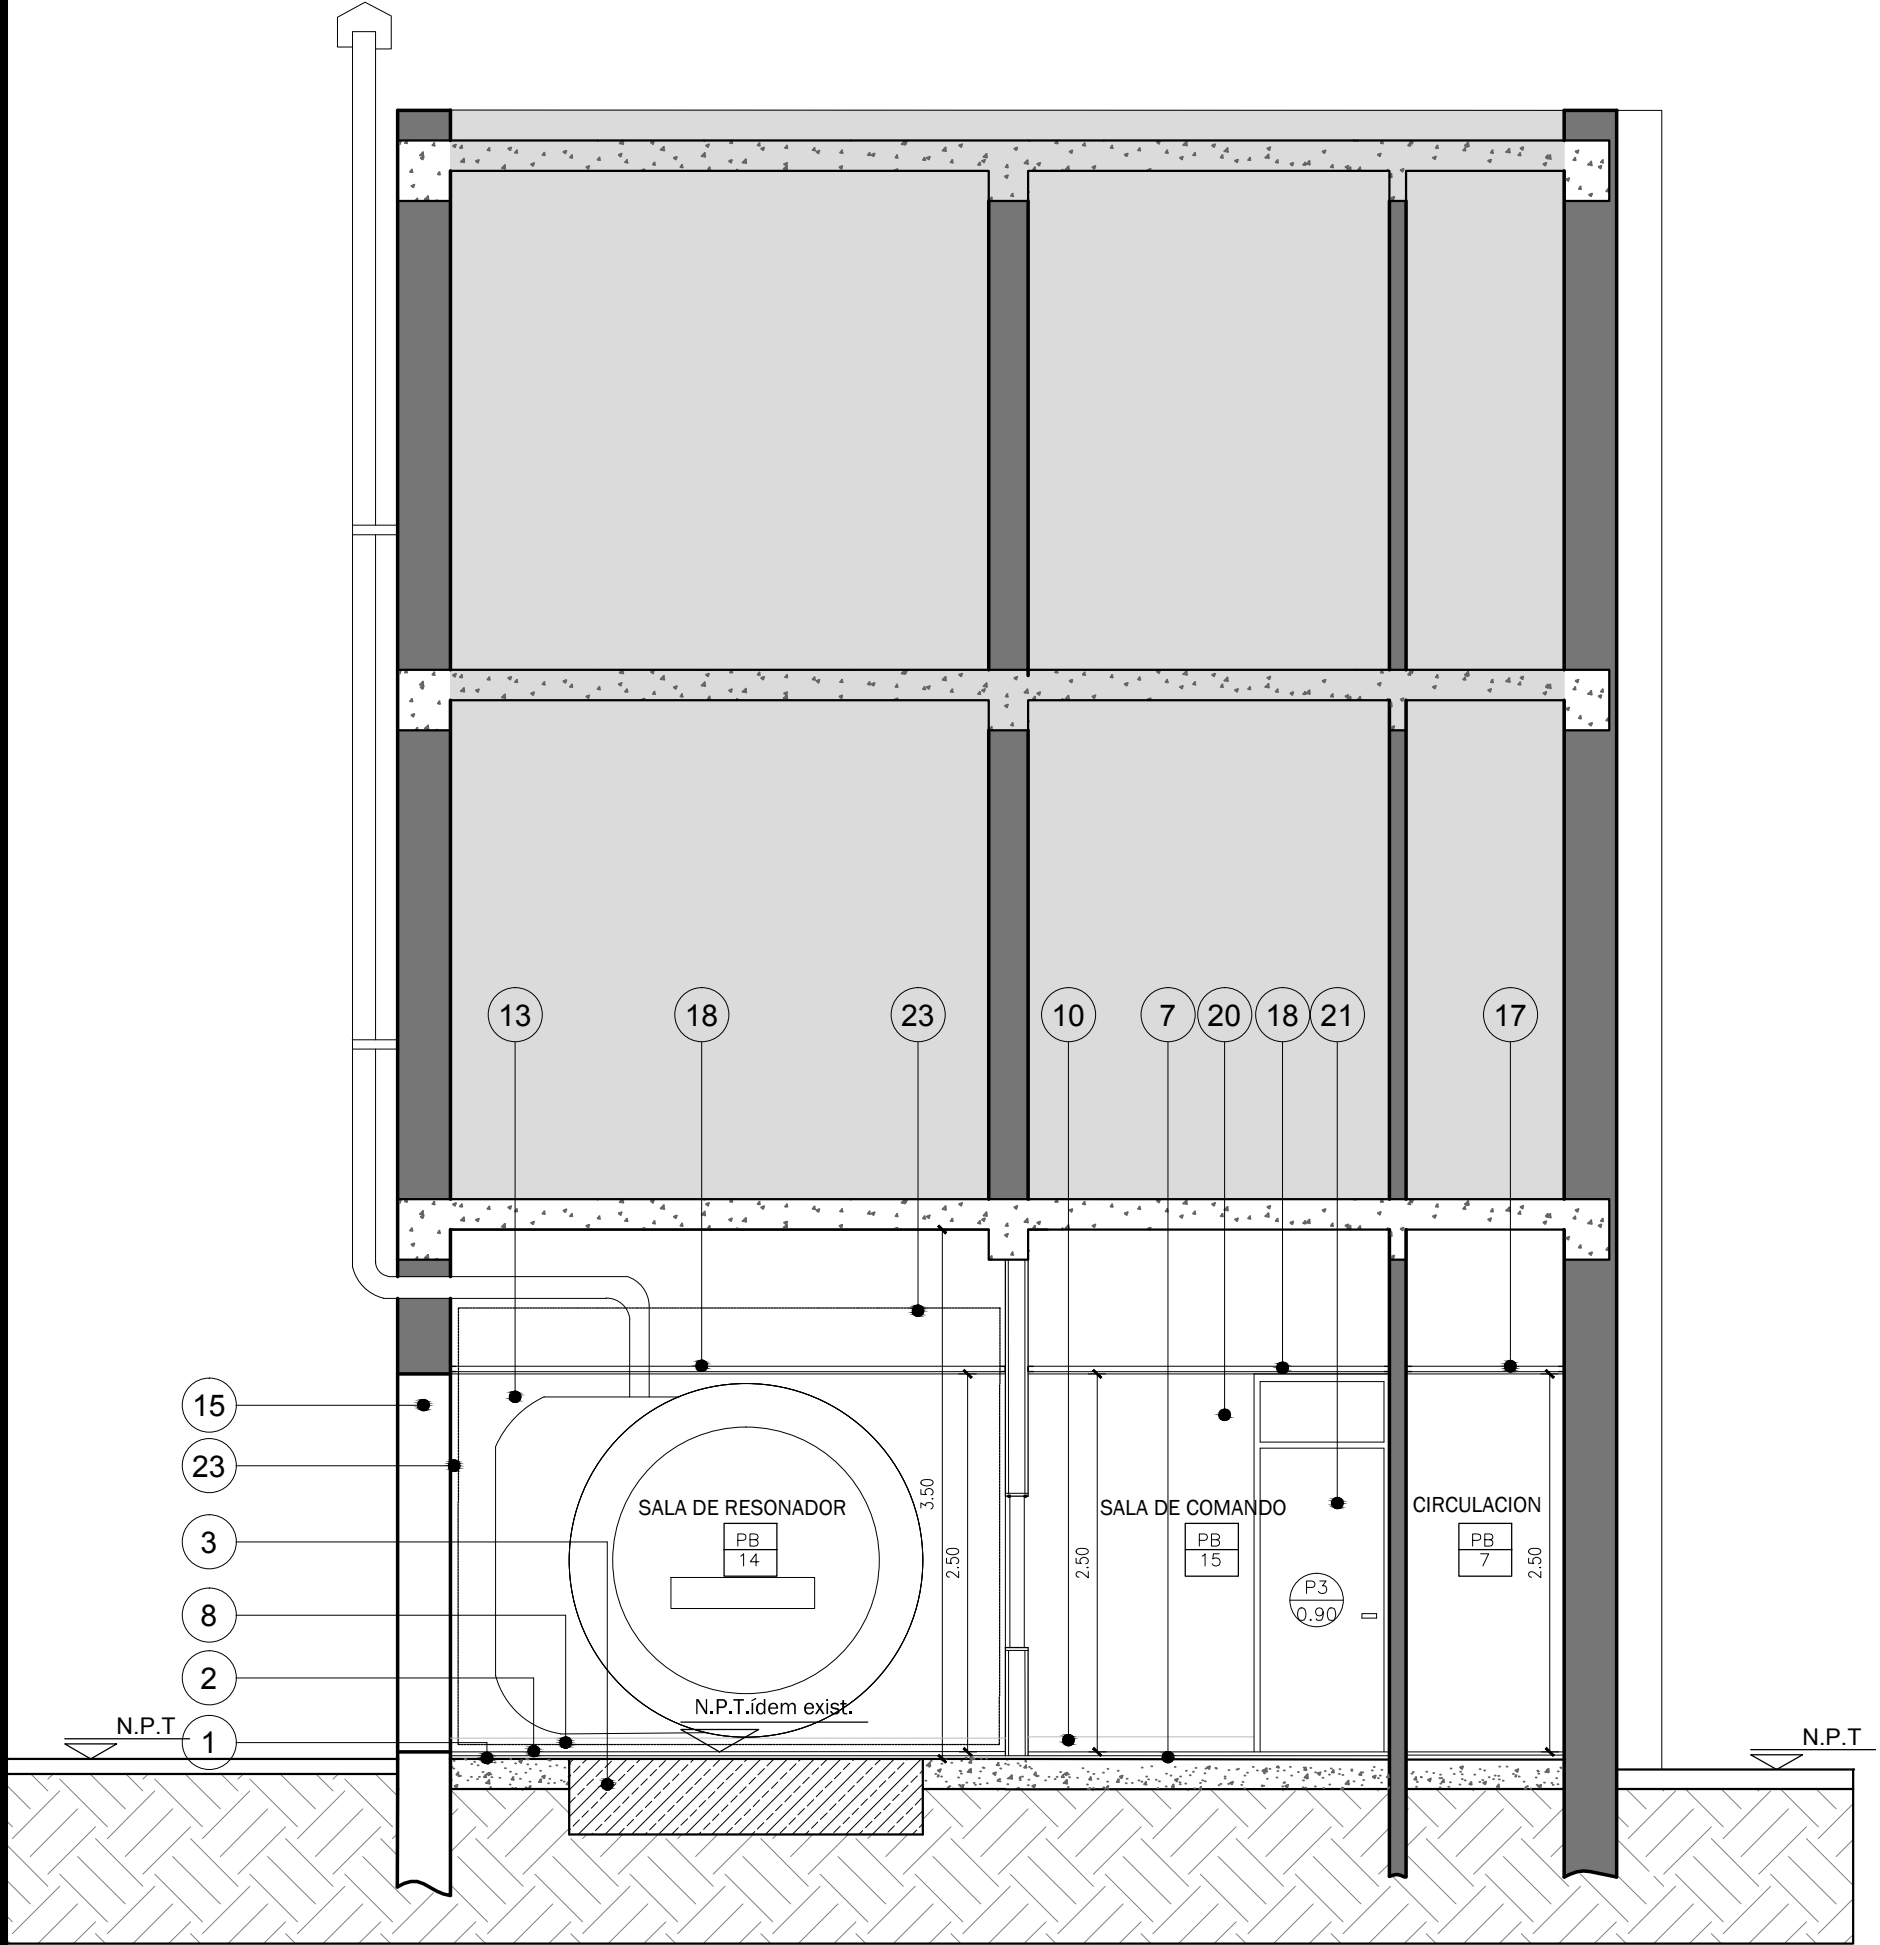 13
18
23
10
7
20
18
21
17
15
23
3
8
2
1
SALA DE RESONADOR
PB
14
3.50
2.50
2.50
SALA DE COMANDO
PB
15
P3
0.90
CIRCULACION
PB
7
2.50
N.P.T.ídem exist.
N.P.T
N.P.T